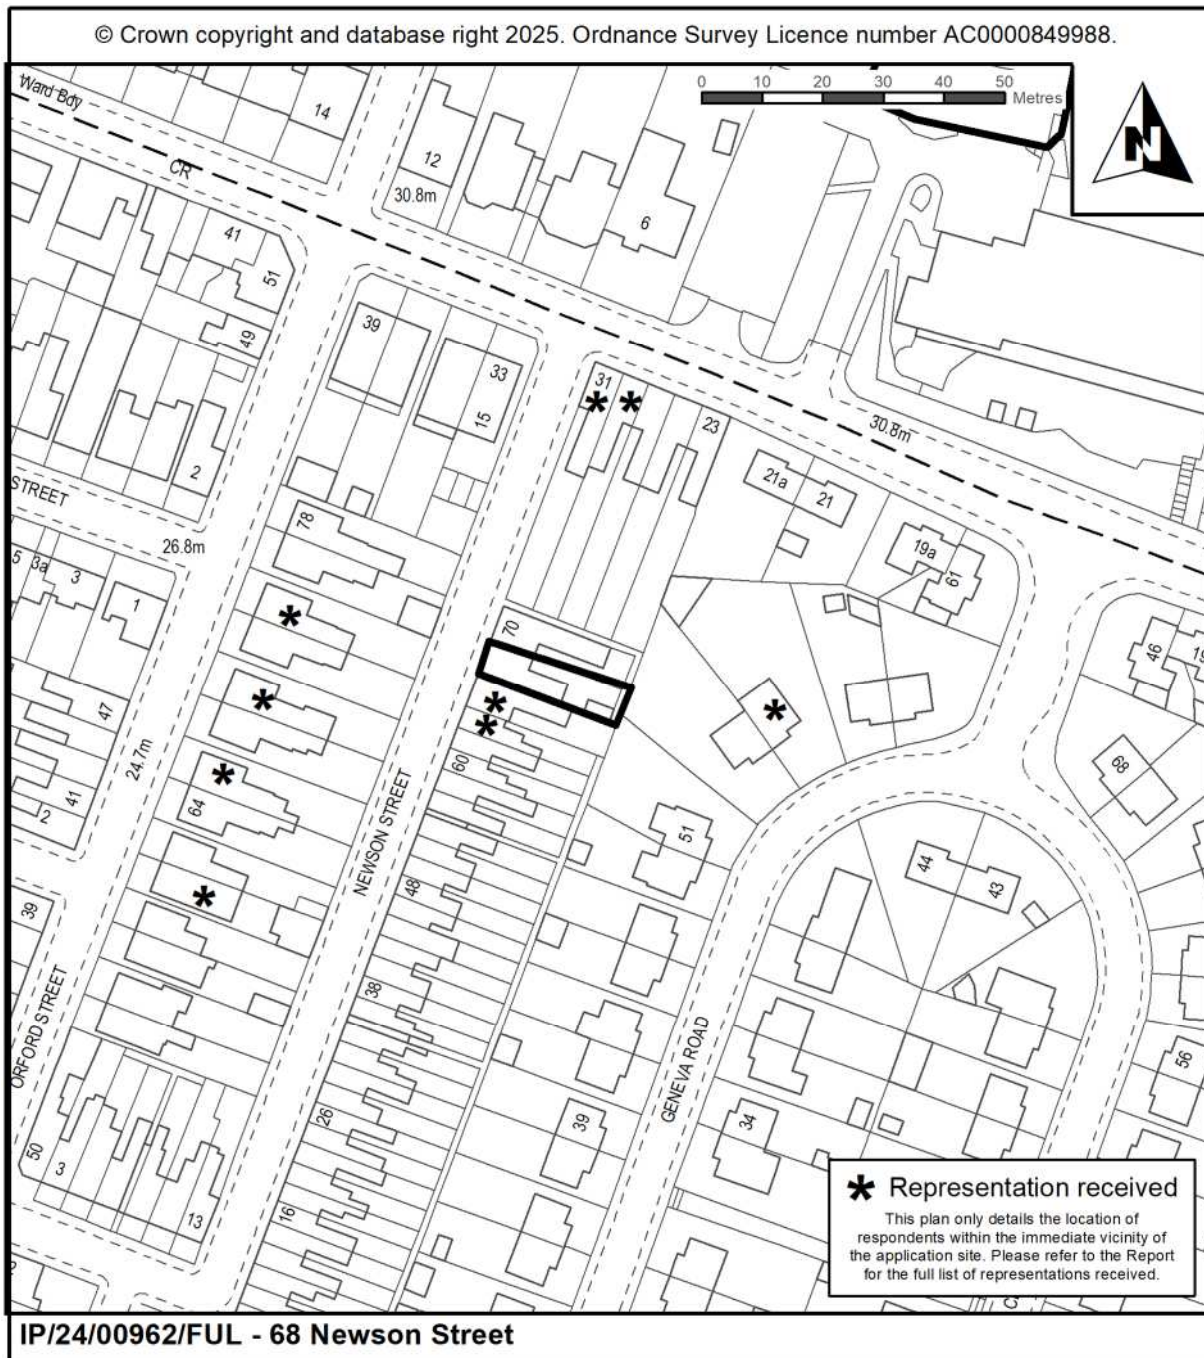 © Crown copyright and database right 2025. Ordnance Survey Licence number AC0000849988.
0 10 20 30 40 50
Metres
N
Ward Bdy
14
12
CR
30.8m
6
41
51
49
39
33
15
31
23
30.8m
2
STREET
26.8m
78
21a
21
19a
61
5
3a
3
1
70
46
19
47
24.7m
41
2
64
60
NEWSON STREET
68
51
48
44
43
39
38
ORFORD STREET
GENEVA ROAD
56
26
39
34
50
3
13
16
2
C
* Representation received
This plan only details the location of
respondents within the immediate vicinity of
the application site. Please refer to the Report
for the full list of representations received.
IP/24/00962/FUL - 68 Newson Street